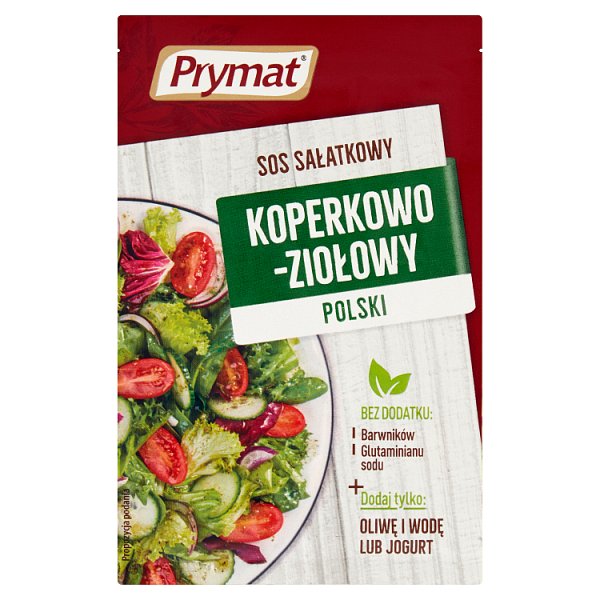 Prymat®
SOS SAŁATKOWY
KOPERKOWO
-ZIOŁOWY
POLSKI
BEZ DODATKU:
Barwników
Glutaminianu
sodu
+ Dodaj tylko:
OLIWĘ I WODĘ
LUB JOGURT
Propozycja podania